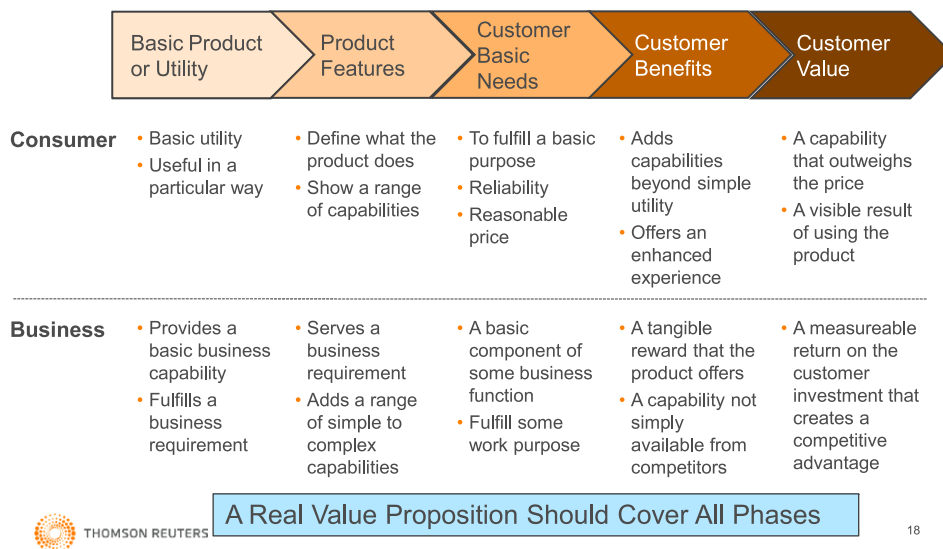 Basic Product
or Utility
Product
Features
Customer
Basic
Needs
Customer
Benefits
Customer
Value
Consumer
• Basic utility
• Useful in a
particular way
• Define what the
product does
• Show a range
of capabilities
• To fulfill a basic
purpose
• Reliability
• Reasonable
price
• Adds
capabilities
beyond simple
utility
• Offers an
enhanced
experience
• A capability
that outweighs
the price
• A visible result
of using the
product
Business
• Provides a
basic business
capability
• Fulfills a
business
requirement
• Serves a
business
requirement
• Adds a range
of simple to
complex
capabilities
• A basic
component of
some business
function
• Fulfill some
work purpose
• A tangible
reward that the
product offers
• A capability not
simply
available from
competitors
• A measureable
return on the
customer
investment that
creates a
competitive
advantage
THOMSON REUTERS
A Real Value Proposition Should Cover All Phases
18